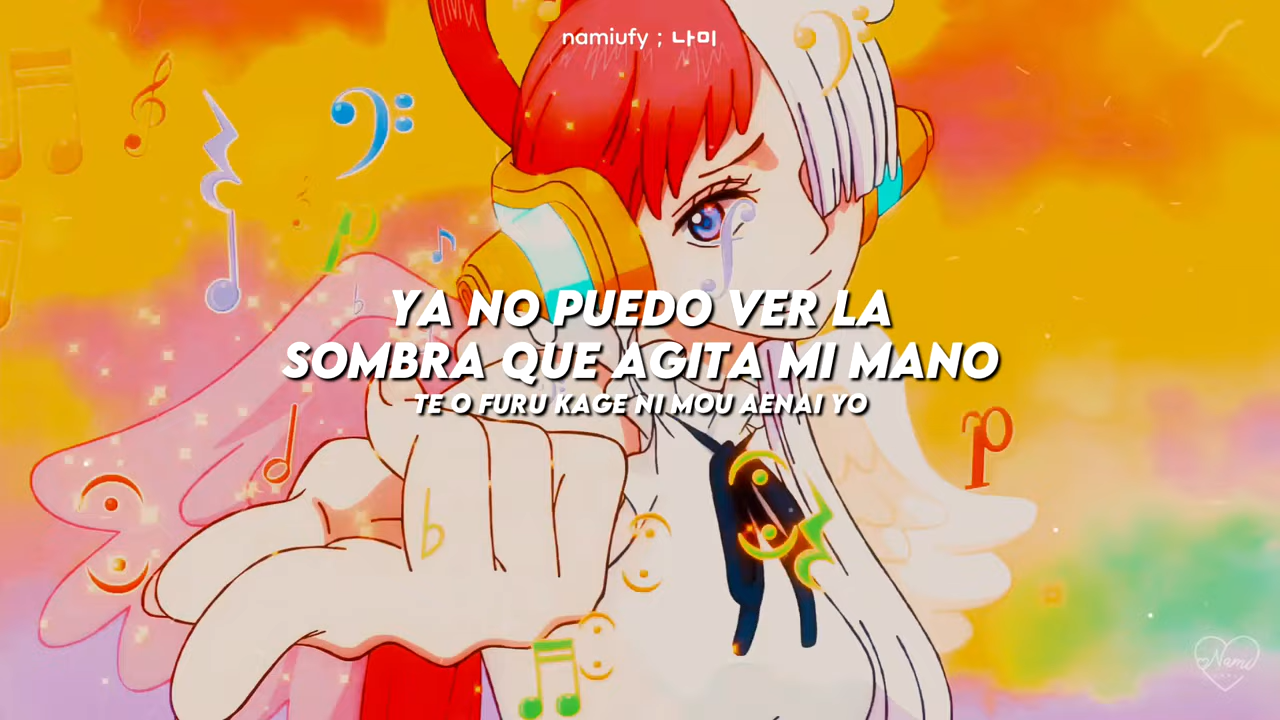 namiufy ; 나미
YA NO PUEDO VER LA
SOMBRA QUE AGITA MI MANO
TE O FURU KAGE NI MOU AENAI YO
Nami